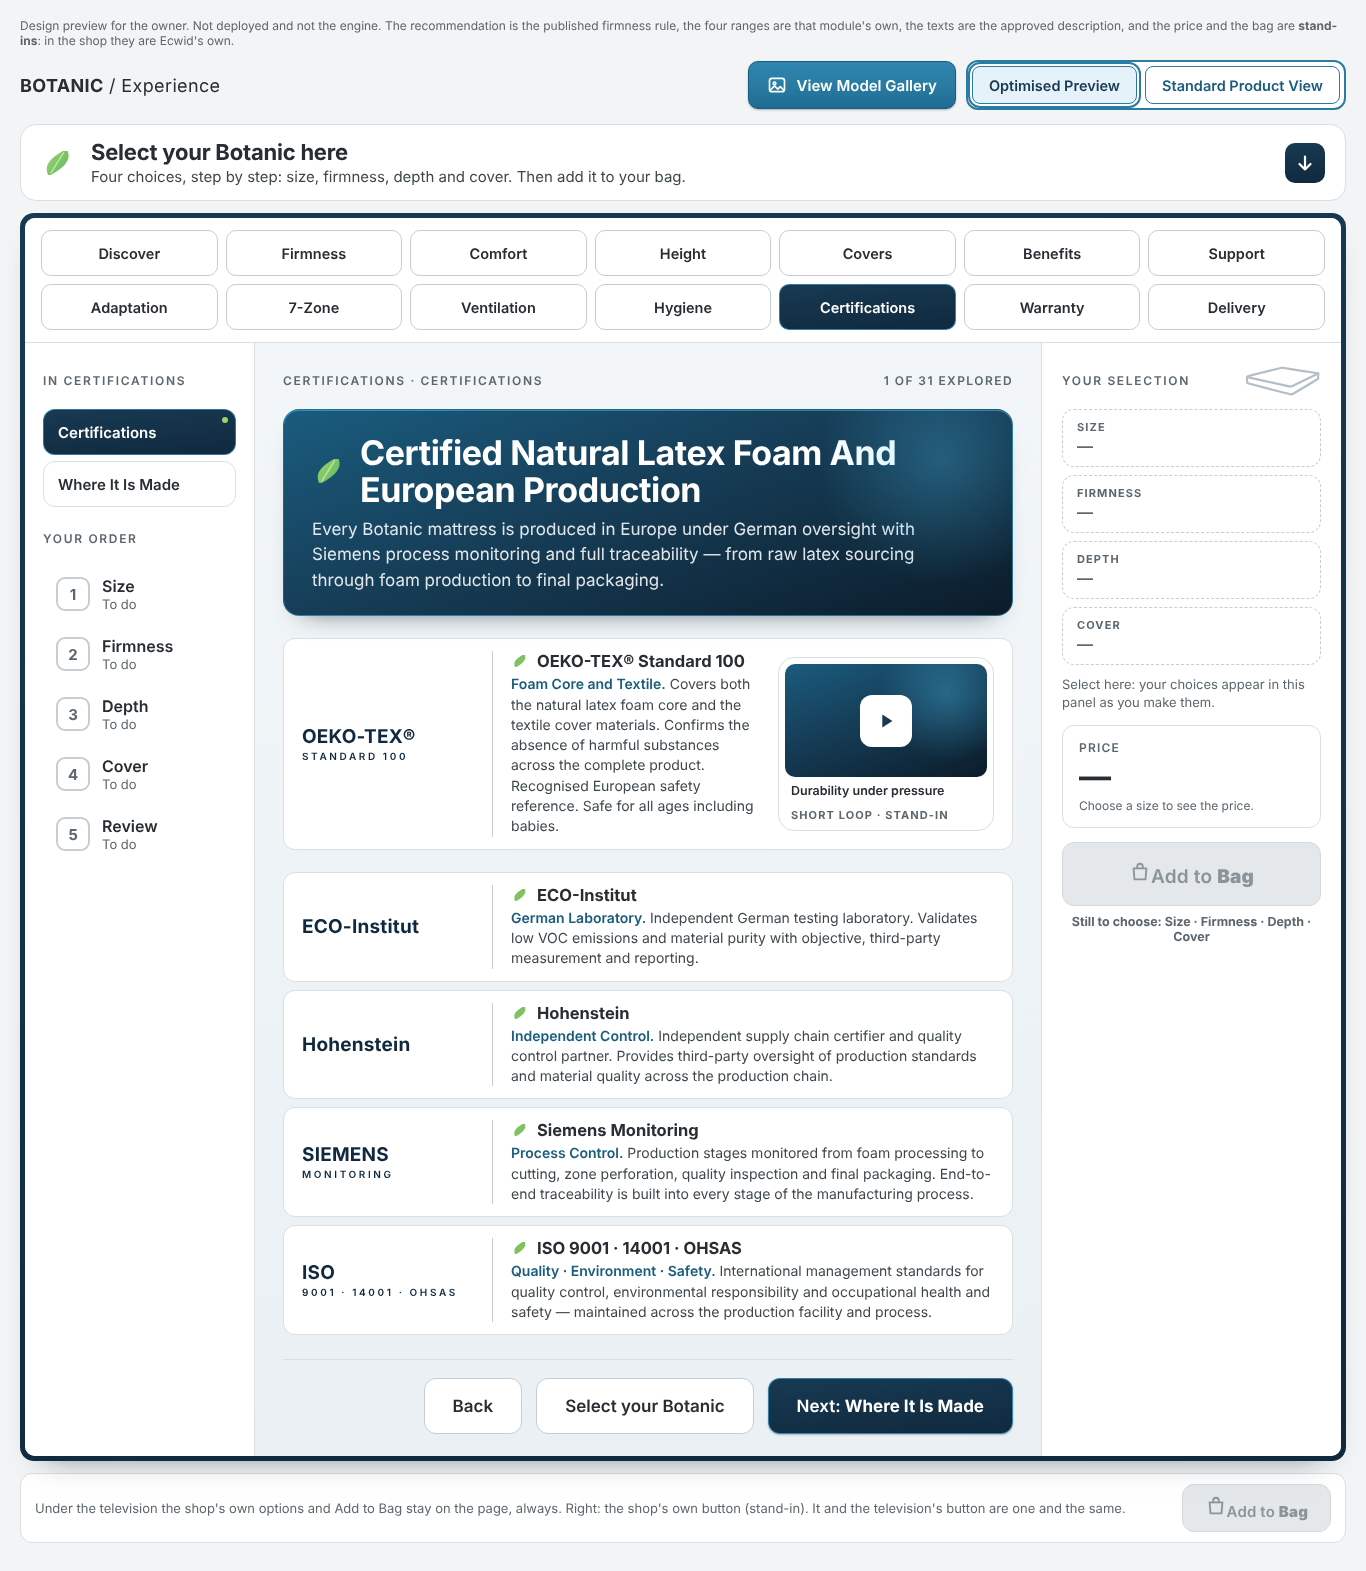 Design preview for the owner. Not deployed and not the engine. The recommendation is the published firmness rule, the four ranges are that module's own, the texts are the approved description, and the price and the bag are stand-
ins: in the shop they are Ecwid's own.
BOTANIC / Experience
View Model Gallery
Optimised Preview
Standard Product View
Select your Botanic here
Four choices, step by step: size, firmness, depth and cover. Then add it to your bag.
Discover
Firmness
Comfort
Height
Covers
Benefits
Support
Adaptation
7-Zone
Ventilation
Hygiene
Certifications
Warranty
Delivery
IN CERTIFICATIONS
Certifications
Where It Is Made
YOUR ORDER
1
Size
To do
2
Firmness
To do
3
Depth
To do
4
Cover
To do
5
Review
To do
CERTIFICATIONS · CERTIFICATIONS
1 OF 31 EXPLORED
Certified Natural Latex Foam And
European Production
Every Botanic mattress is produced in Europe under German oversight with
Siemens process monitoring and full traceability — from raw latex sourcing
through foam production to final packaging.
OEKO-TEX®
STANDARD 100
OEKO-TEX® Standard 100
Foam Core and Textile. Covers both
the natural latex foam core and the
textile cover materials. Confirms the
absence of harmful substances
across the complete product.
Recognised European safety
reference. Safe for all ages including
babies.
Durability under pressure
SHORT LOOP · STAND-IN
ECO-Institut
ECO-Institut
German Laboratory. Independent German testing laboratory. Validates
low VOC emissions and material purity with objective, third-party
measurement and reporting.
Hohenstein
Hohenstein
Independent Control. Independent supply chain certifier and quality
control partner. Provides third-party oversight of production standards
and material quality across the production chain.
SIEMENS
MONITORING
Siemens Monitoring
Process Control. Production stages monitored from foam processing to
cutting, zone perforation, quality inspection and final packaging. End-to-
end traceability is built into every stage of the manufacturing process.
ISO
9001 · 14001 · OHSAS
ISO 9001 · 14001 · OHSAS
Quality · Environment · Safety. International management standards for
quality control, environmental responsibility and occupational health and
safety — maintained across the production facility and process.
Back
Select your Botanic
Next: Where It Is Made
YOUR SELECTION
SIZE
—
FIRMNESS
—
DEPTH
—
COVER
—
Select here: your choices appear in this
panel as you make them.
PRICE
—
Choose a size to see the price.
Add to Bag
Still to choose: Size · Firmness · Depth ·
Cover
Under the television the shop's own options and Add to Bag stay on the page, always. Right: the shop's own button (stand-in). It and the television's button are one and the same.
Add to Bag